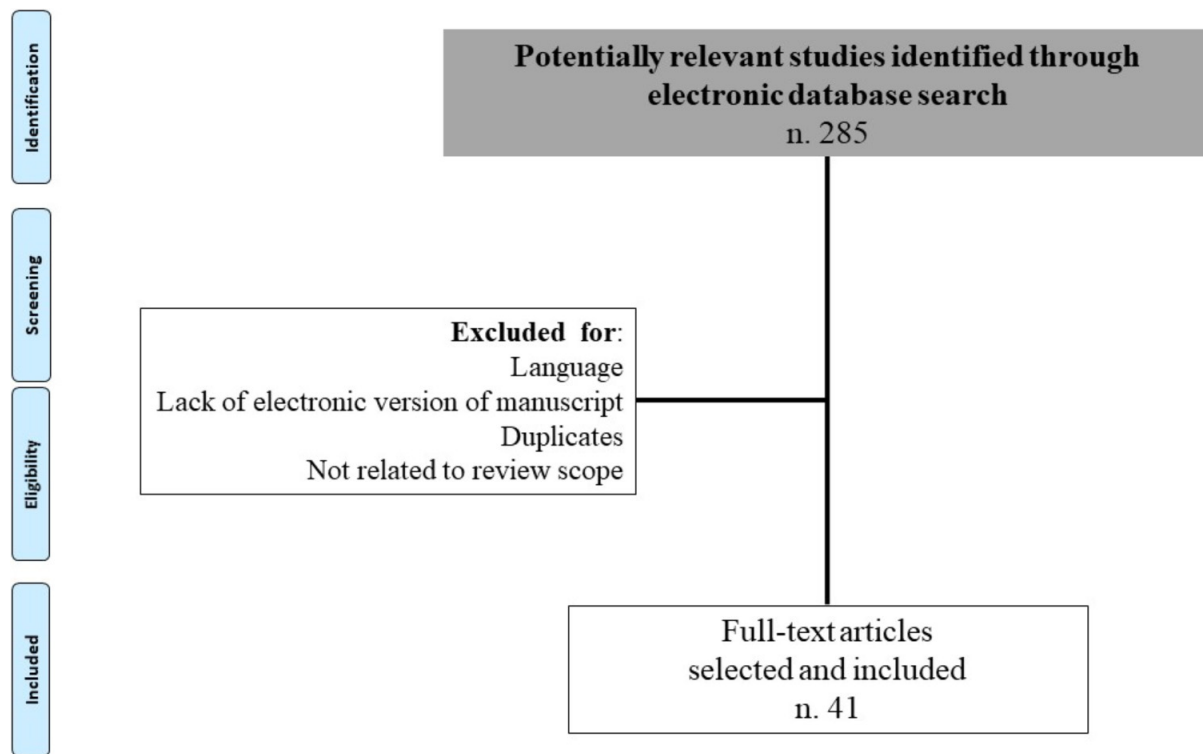 Identification
Potentially relevant studies identified through
electronic database search
n. 285
Screening
Excluded for:
Language
Lack of electronic version of manuscript
Duplicates
Not related to review scope
Eligibility
Included
Full-text articles
selected and included
n. 41